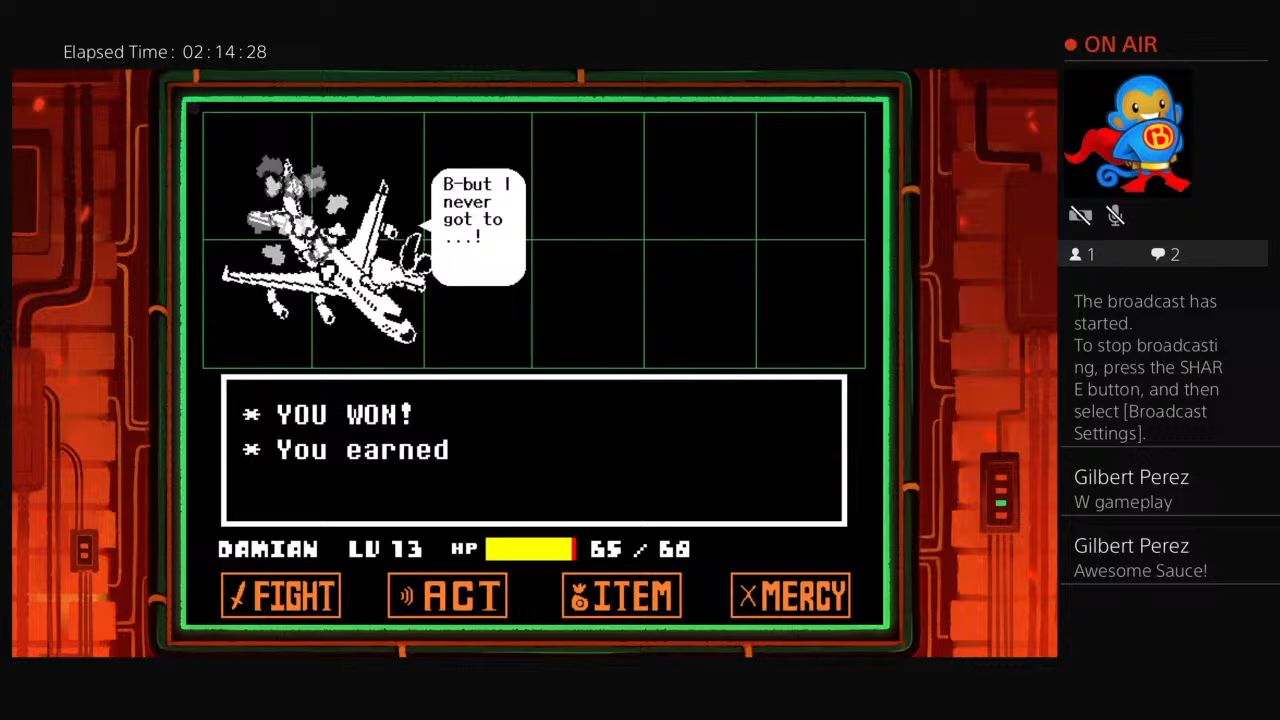 Elapsed Time: 02:14:28
ON AIR
B
1 2
B-but I
never
got to
...!
* YOU WON!
* You earned
DAMIAN LV 13 HP 65 / 68
FIGHT ACT ITEM MERCY
The broadcast has
started.
To stop broadcasti
ng, press the SHAR
E button, and then
select [Broadcast
Settings].
Gilbert Perez
W gameplay
Gilbert Perez
Awesome Sauce!